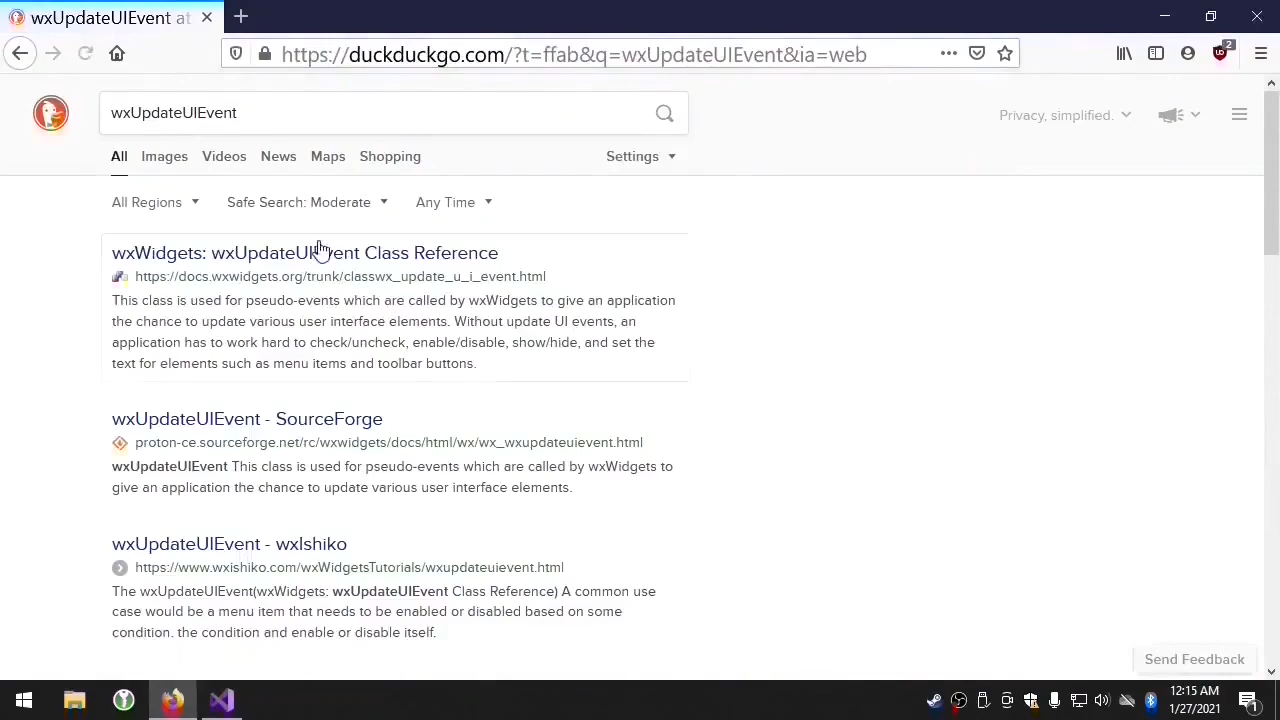 wxUpdateUIEvent at
https://duckduckgo.com/?t=ffab&q=wxUpdateUIEvent&ia=web
2
wxUpdateUIEvent
Privacy, simplified.
All Images Videos News Maps Shopping Settings
All Regions Safe Search: Moderate Any Time
wxWidgets: wxUpdateUIEvent Class Reference
https://docs.wxwidgets.org/trunk/classwx_update_u_i_event.html
This class is used for pseudo-events which are called by wxWidgets to give an application
the chance to update various user interface elements. Without update UI events, an
application has to work hard to check/uncheck, enable/disable, show/hide, and set the
text for elements such as menu items and toolbar buttons.
wxUpdateUIEvent - SourceForge
proton-ce.sourceforge.net/rc/wxwidgets/docs/html/wx/wx_wxupdateuievent.html
wxUpdateUIEvent This class is used for pseudo-events which are called by wxWidgets to
give an application the chance to update various user interface elements.
wxUpdateUIEvent - wxIshiko
https://www.wxishiko.com/wxWidgetsTutorials/wxupdateuievent.html
The wxUpdateUIEvent(wxWidgets: wxUpdateUIEvent Class Reference) A common use
case would be a menu item that needs to be enabled or disabled based on some
condition. the condition and enable or disable itself.
Send Feedback
12:15 AM
1/27/2021
1